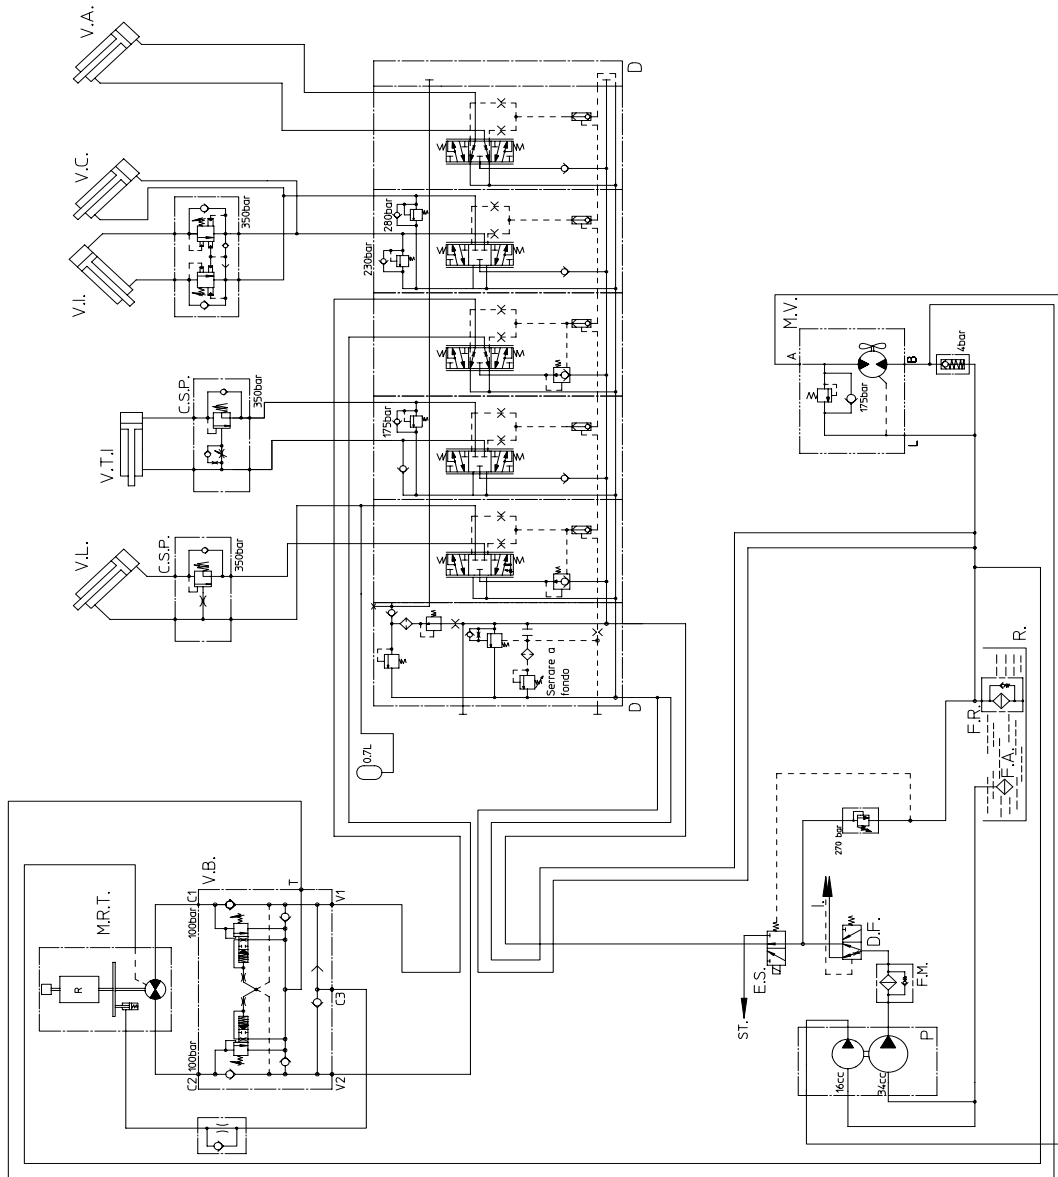 V.A.
V.C.
V.I.
350bar
V.T.I
C.S.P.
350bar
V.L.
C.S.P.
350bar
D
280bar
230bar
175bar
Serrare a
fondo
D
0.7L
M.V.
A
B
175bar
4bar
L
R.
F.R.
F.A.
270 bar
I.
D.F.
E.S.
ST.
F.M.
P
16cc
34cc
M.R.T.
R
V.B.
C1
100bar
T
V1
C3
C2
100bar
V2